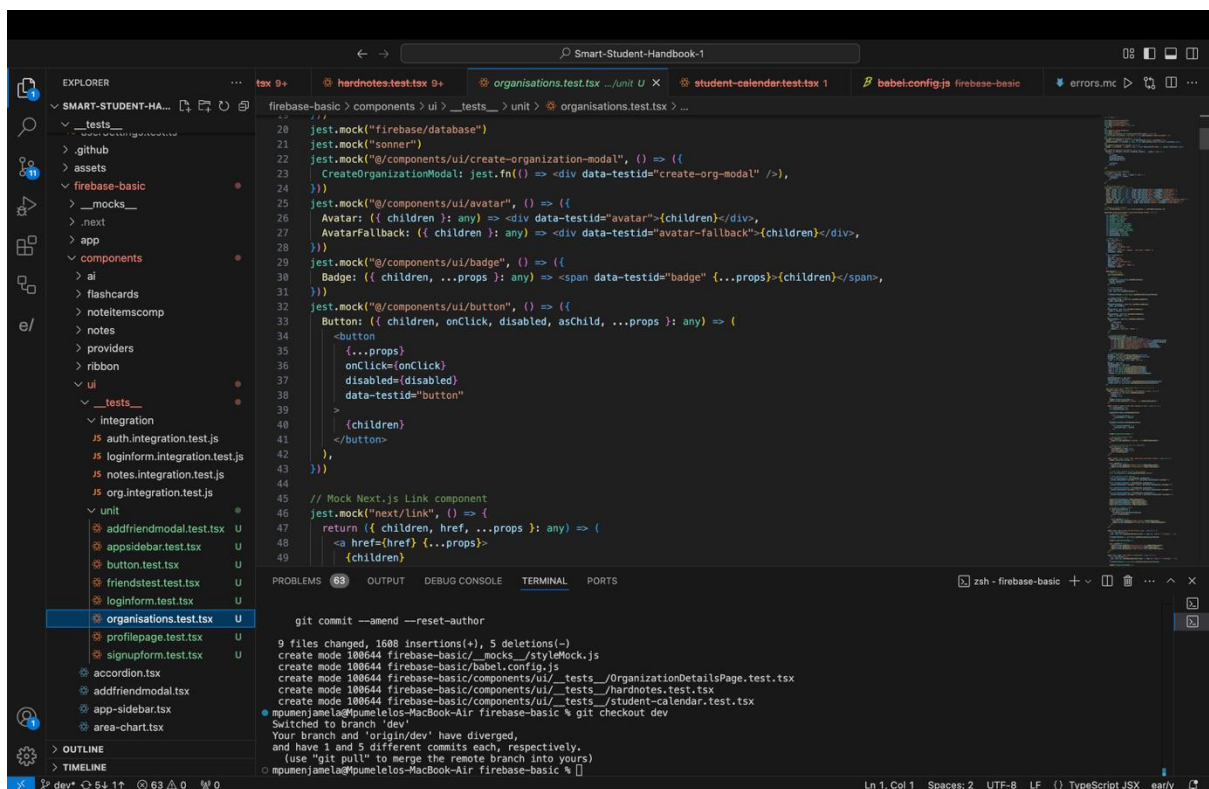 Smart-Student-Handbook-1
EXPLORER
tsx 9+
hardnotes.test.tsx 9+
organisations.test.tsx .../unit U
student-calendar.test.tsx 1
babel.config.js firebase-basic
errors.mc
SMART-STUDENT-HA...
__tests__
.github
assets
firebase-basic
__mocks__
.next
app
components
ai
flashcards
noteitemscomp
notes
providers
ribbon
ui
__tests__
integration
JS auth.integration.test.js
JS loginform.integration.test.js
JS notes.integration.test.js
JS org.integration.test.js
unit
addfriendmodal.test.tsx U
appsidebar.test.tsx U
button.test.tsx U
friendstest.test.tsx U
loginform.test.tsx U
organisations.test.tsx U
profilepage.test.tsx U
signupform.test.tsx U
accordion.tsx
addfriendmodal.tsx
app-sidebar.tsx
area-chart.tsx
OUTLINE
TIMELINE
11
1
e/
firebase-basic > components > ui > __tests__ > unit > organisations.test.tsx > ...
20 jest.mock("firebase/database")
21 jest.mock("sonner")
22 jest.mock("@/components/ui/create-organization-modal", () => ({
23 CreateOrganizationModal: jest.fn(() => <div data-testid="create-org-modal" />),
24 }))
25 jest.mock("@/components/ui/avatar", () => ({
26 Avatar: ({ children }: any) => <div data-testid="avatar">{children}</div>,
27 AvatarFallback: ({ children }: any) => <div data-testid="avatar-fallback">{children}</div>,
28 }))
29 jest.mock("@/components/ui/badge", () => ({
30 Badge: ({ children, ...props }: any) => <span data-testid="badge" {...props}>{children}</span>,
31 }))
32 jest.mock("@/components/ui/button", () => ({
33 Button: ({ children, onClick, disabled, asChild, ...props }: any) => (
34 <button
35 {...props}
36 onClick={onClick}
37 disabled={disabled}
38 data-testid="button"
39 >
40 {children}
41 </button>
42 ),
43 }))
44
45 // Mock Next.js Link component
46 jest.mock("next/link", () => {
47 return ({ children, href, ...props }: any) => (
48 <a href={href} {...props}>
49 {children}
PROBLEMS 63 OUTPUT DEBUG CONSOLE TERMINAL PORTS
zsh - firebase-basic
git commit --amend --reset-author
9 files changed, 1608 insertions(+), 5 deletions(-)
create mode 100644 firebase-basic/__mocks__/styleMock.js
create mode 100644 firebase-basic/babel.config.js
create mode 100644 firebase-basic/components/ui/__tests__/OrganizationDetailsPage.test.tsx
create mode 100644 firebase-basic/components/ui/__tests__/hardnotes.test.tsx
create mode 100644 firebase-basic/components/ui/__tests__/student-calendar.test.tsx
mpumenjamela@Mpumelelos-MacBook-Air firebase-basic % git checkout dev
Switched to branch 'dev'
Your branch and 'origin/dev' have diverged,
and have 1 and 5 different commits each, respectively.
(use "git pull" to merge the remote branch into yours)
mpumenjamela@Mpumelelos-MacBook-Air firebase-basic %
dev* 5↓ 1↑ 63 0 0
Ln 1, Col 1 Spaces: 2 UTF-8 LF {} TypeScript JSX